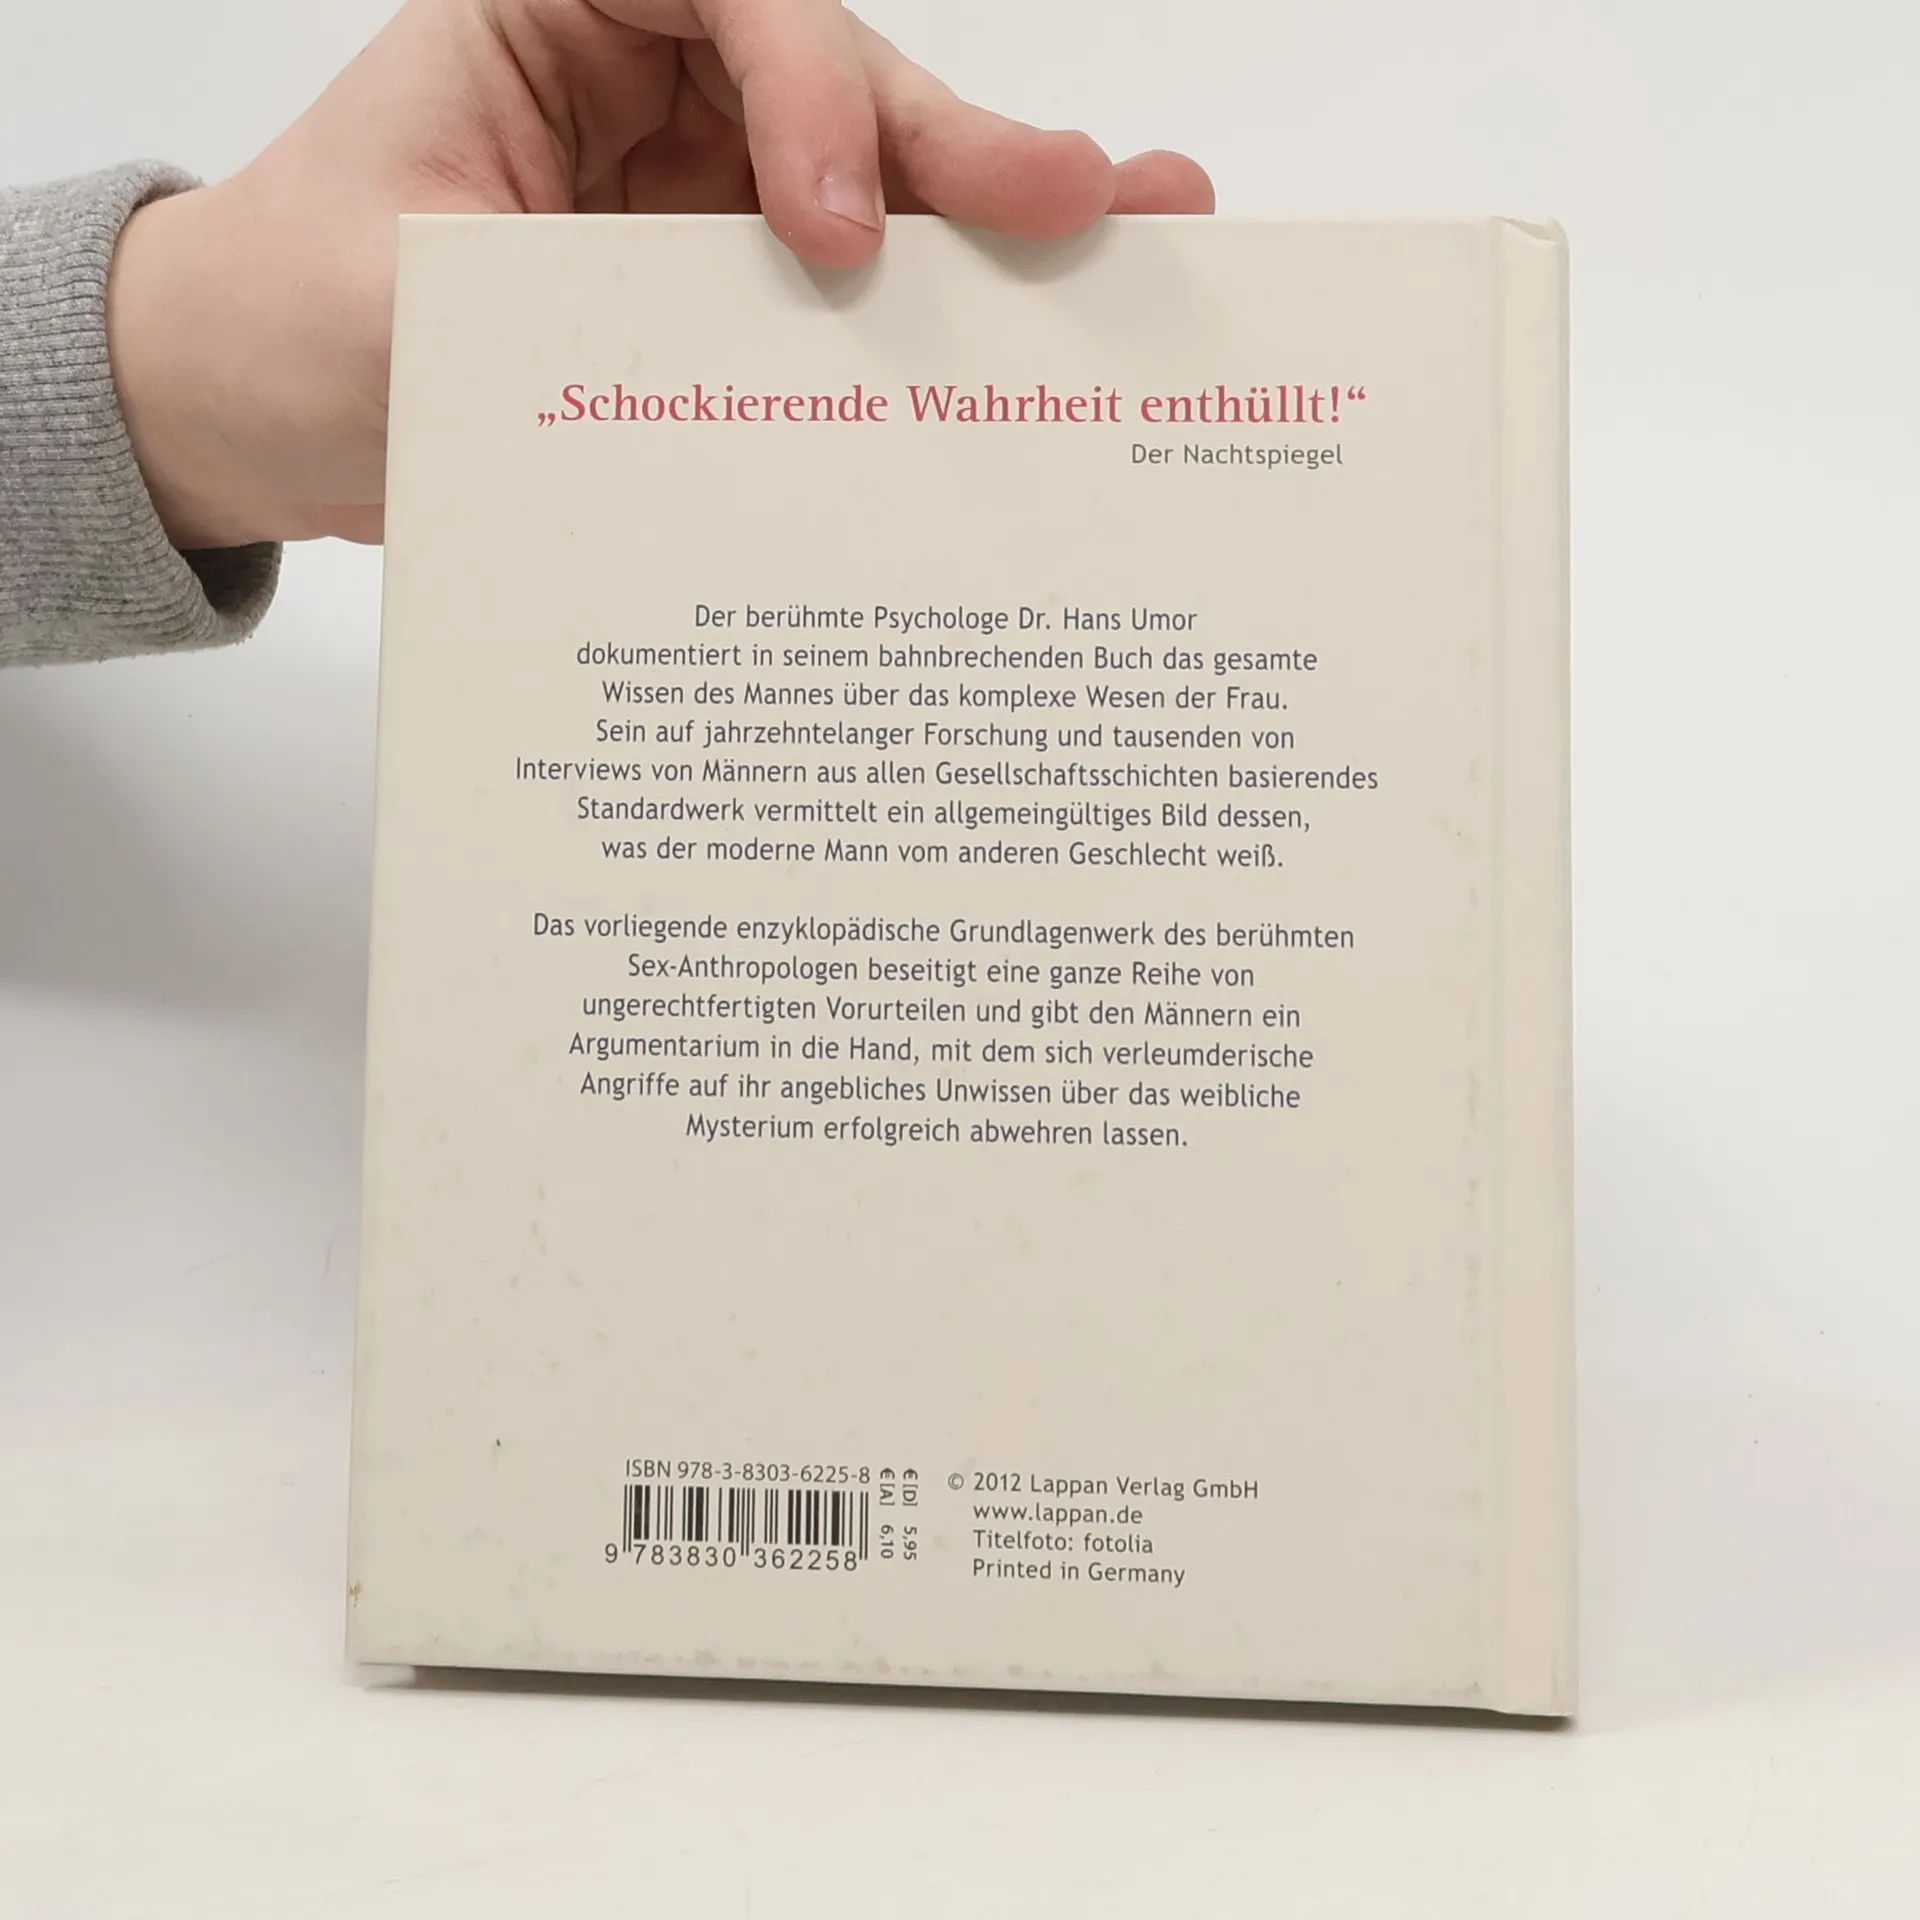 „Schockierende Wahrheit enthüllt!“
Der Nachtspiegel
Der berühmte Psychologe Dr. Hans Umor
dokumentiert in seinem bahnbrechenden Buch das gesamte
Wissen des Mannes über das komplexe Wesen der Frau.
Sein auf jahrzehntelanger Forschung und tausenden von
Interviews von Männern aus allen Gesellschaftsschichten basierendes
Standardwerk vermittelt ein allgemeingültiges Bild dessen,
was der moderne Mann vom anderen Geschlecht weiß.
Das vorliegende enzyklopädische Grundlagenwerk des berühmten
Sex-Anthropologen beseitigt eine ganze Reihe von
ungerechtfertigten Vorurteilen und gibt den Männern ein
Argumentarium in die Hand, mit dem sich verleumderische
Angriffe auf ihr angebliches Unwissen über das weibliche
Mysterium erfolgreich abwehren lassen.
ISBN 978-3-8303-6225-8
9 783830 362258
€ [D] 5,95
€ [A] 6,10
© 2012 Lappan Verlag GmbH
www.lappan.de
Titelfoto: fotolia
Printed in Germany